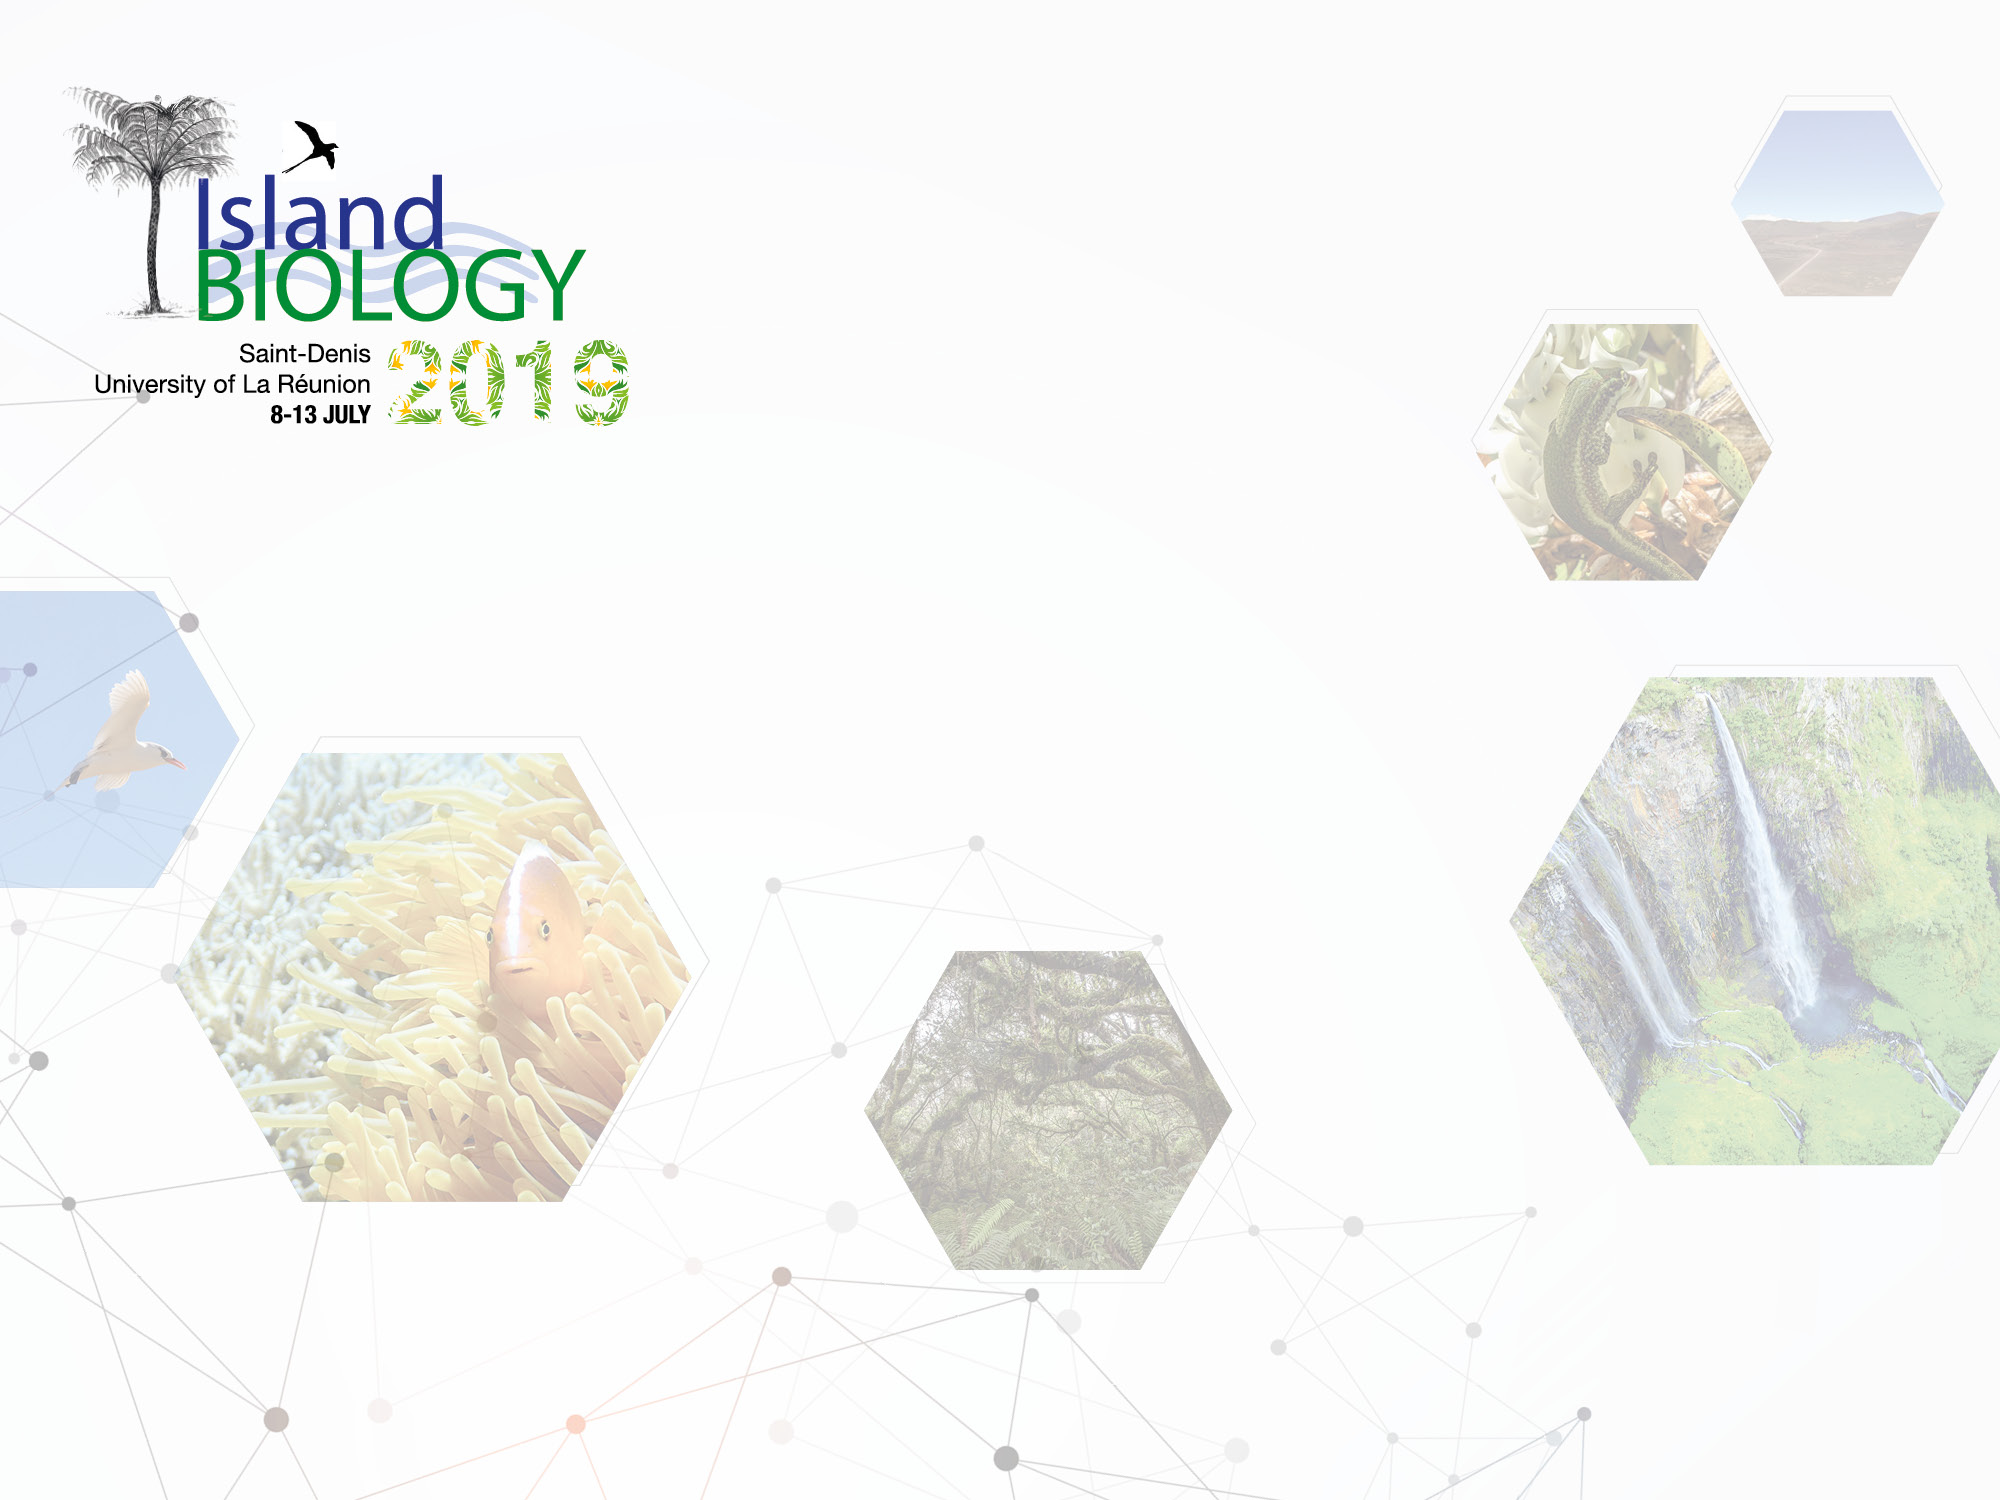 Island
BIOLOGY
Saint-Denis
University of La Réunion
8-13 JULY
2019